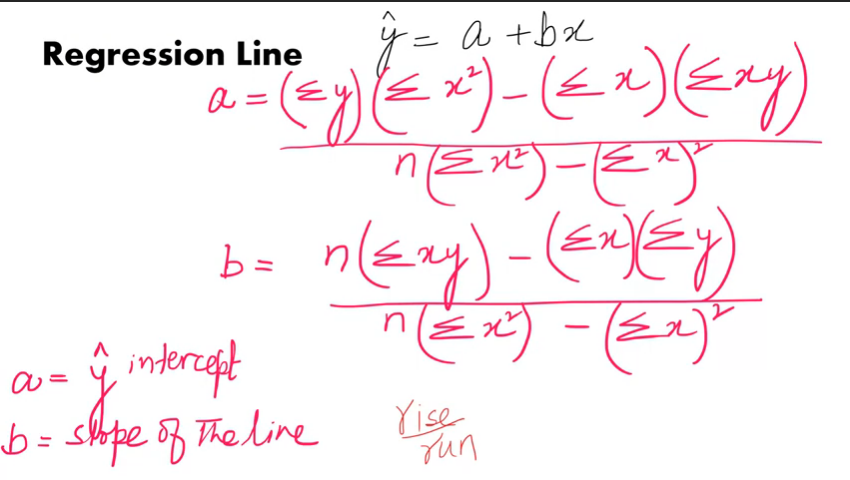 Regression Line ŷ = a + bx
a = (Σy)(Σx²) − (Σx)(Σxy)
n(Σx²) − (Σx)²
b = n(Σxy) − (Σx)(Σy)
n(Σx²) − (Σx)²
a = ŷ intercept
b = slope of The line
rise
run